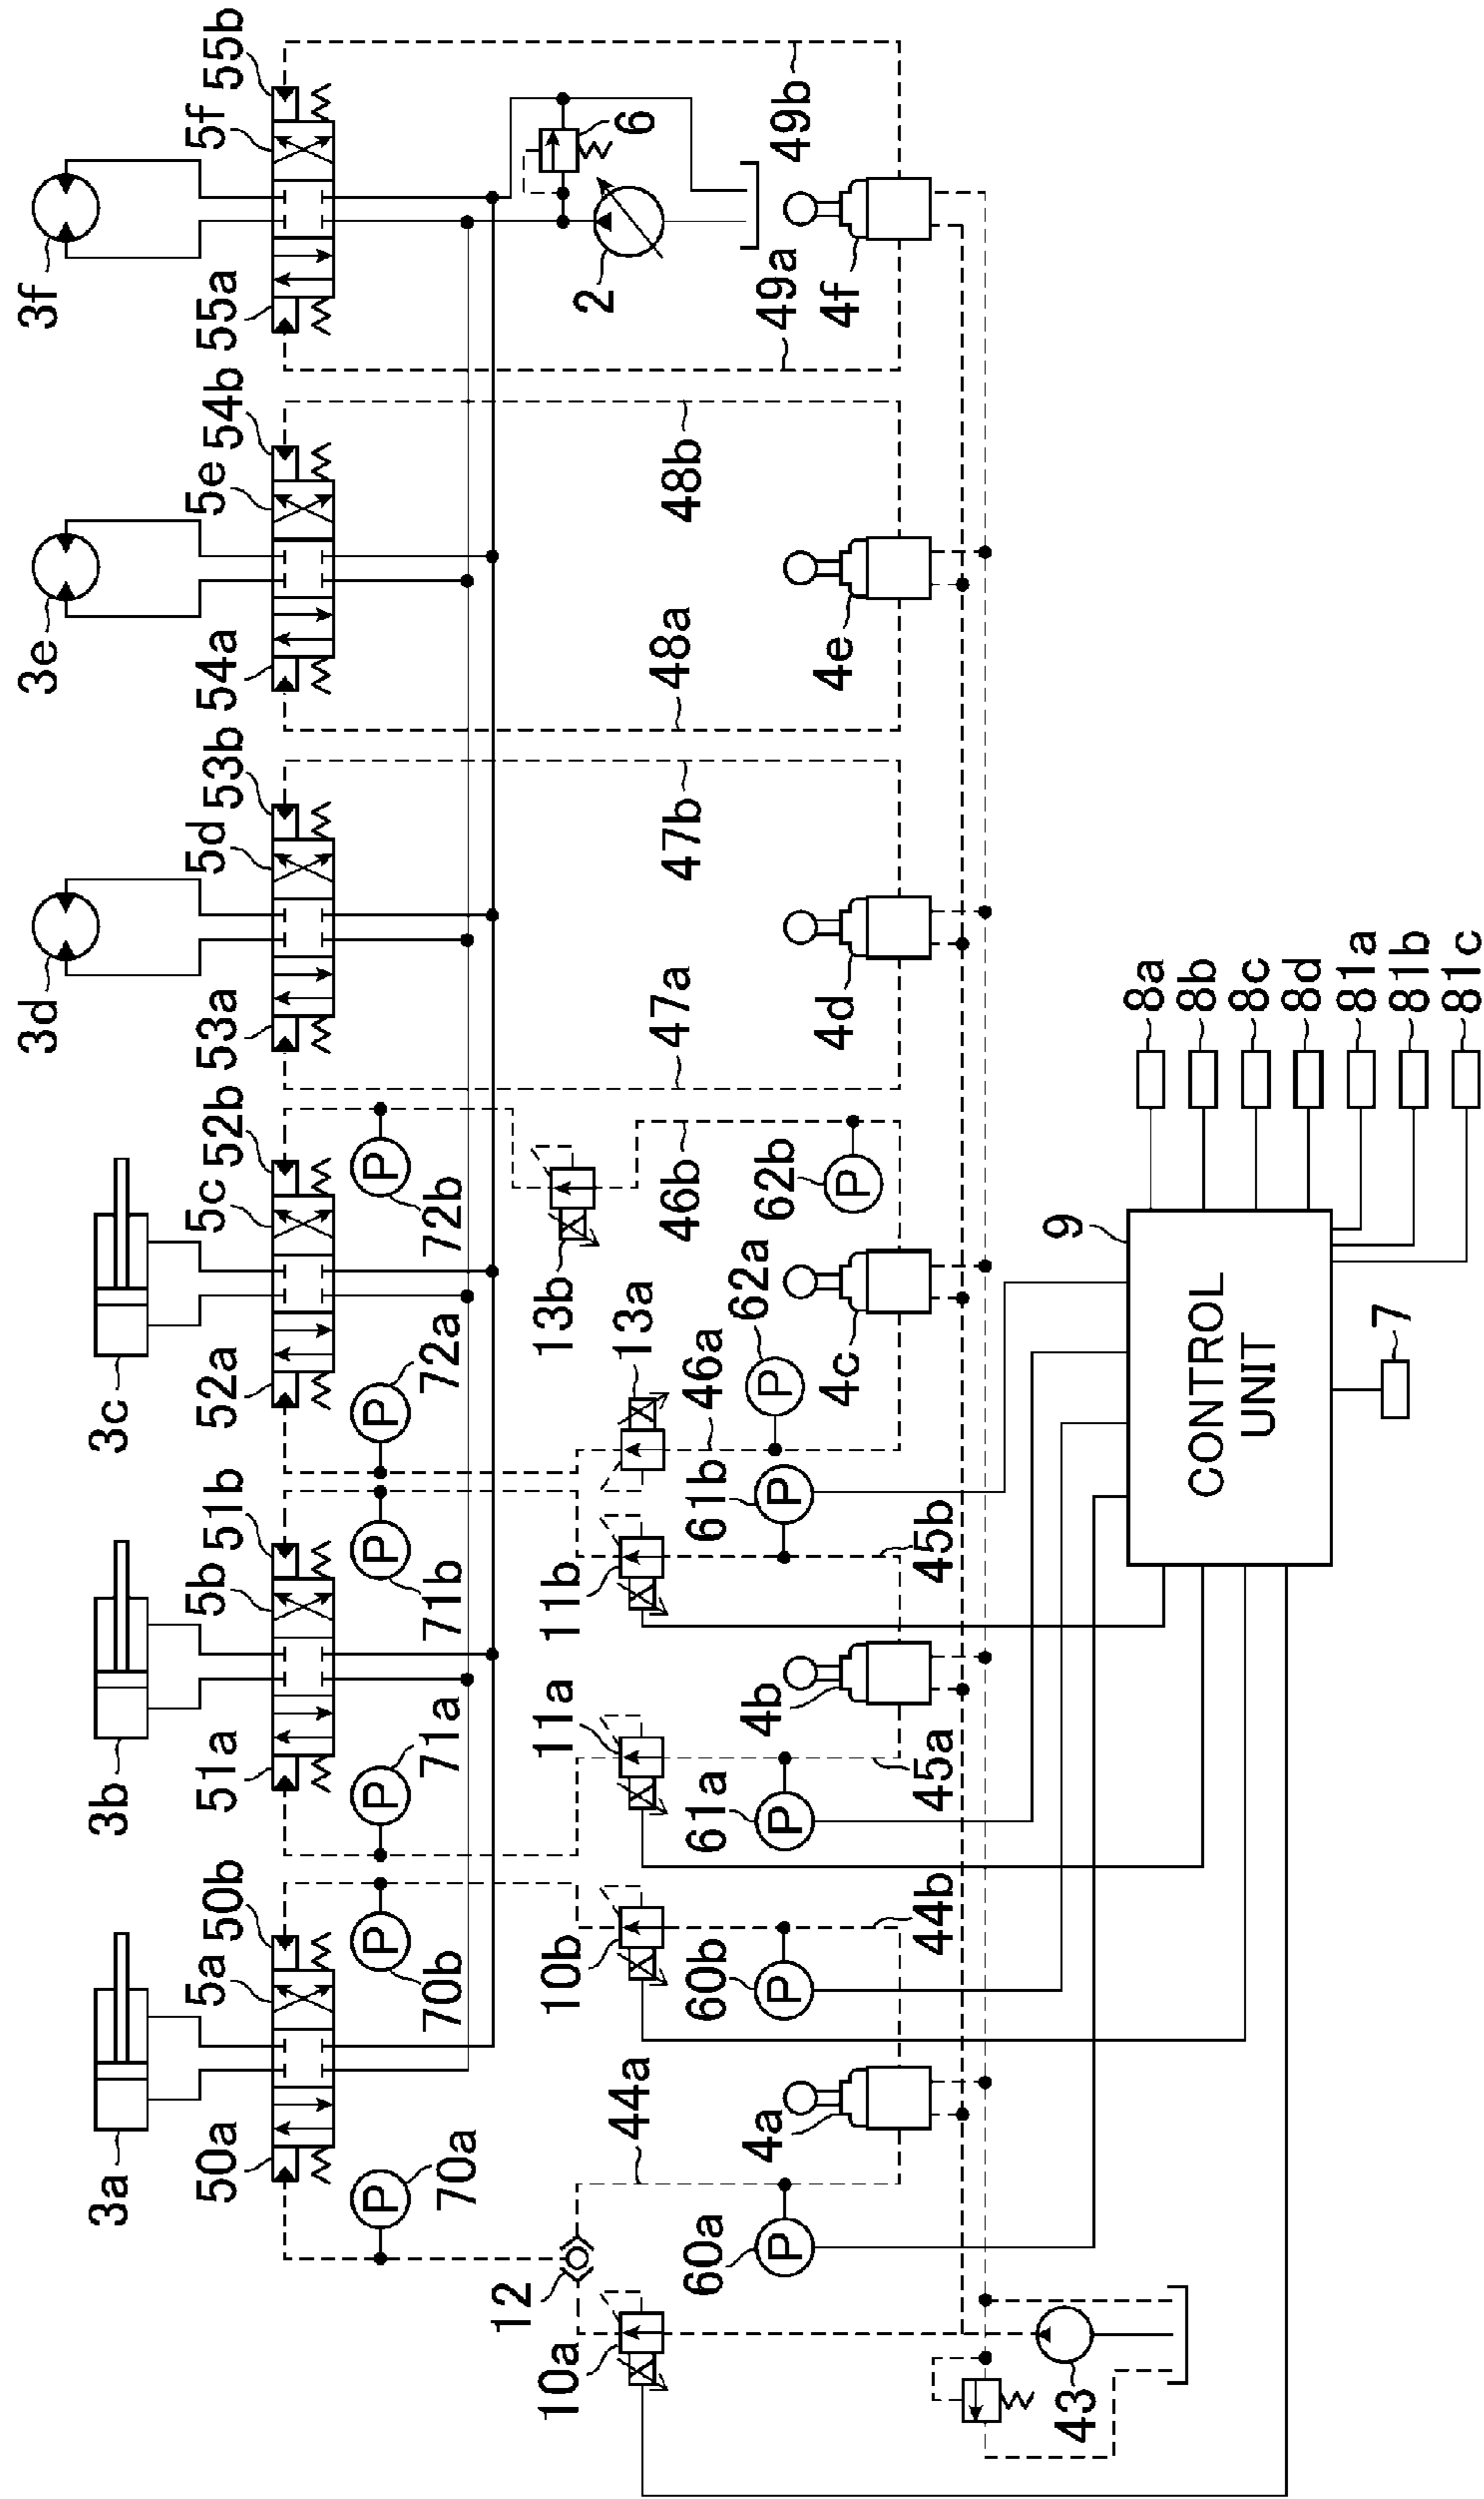 3d
3e
3f
3a
3b
3c
50a
5a
50b
51a
5b
51b
52a
5c
52b
53a
5d
53b
54a
5e
54b
55a
5f
55b
P
P
P
P
P
P
70a
70b
71a
71b
72a
72b
12
10a
10b
11a
11b
13b
13a
2
6
44a
60a
60b
61a
61b
46a
62a
46b
62b
47a
47b
48a
48b
49a
49b
P
P
P
P
P
P
4a
4b
4c
4d
4e
4f
44b
45a
45b
43
9
CONTROL
UNIT
7
8a
8b
8c
8d
81a
81b
81c